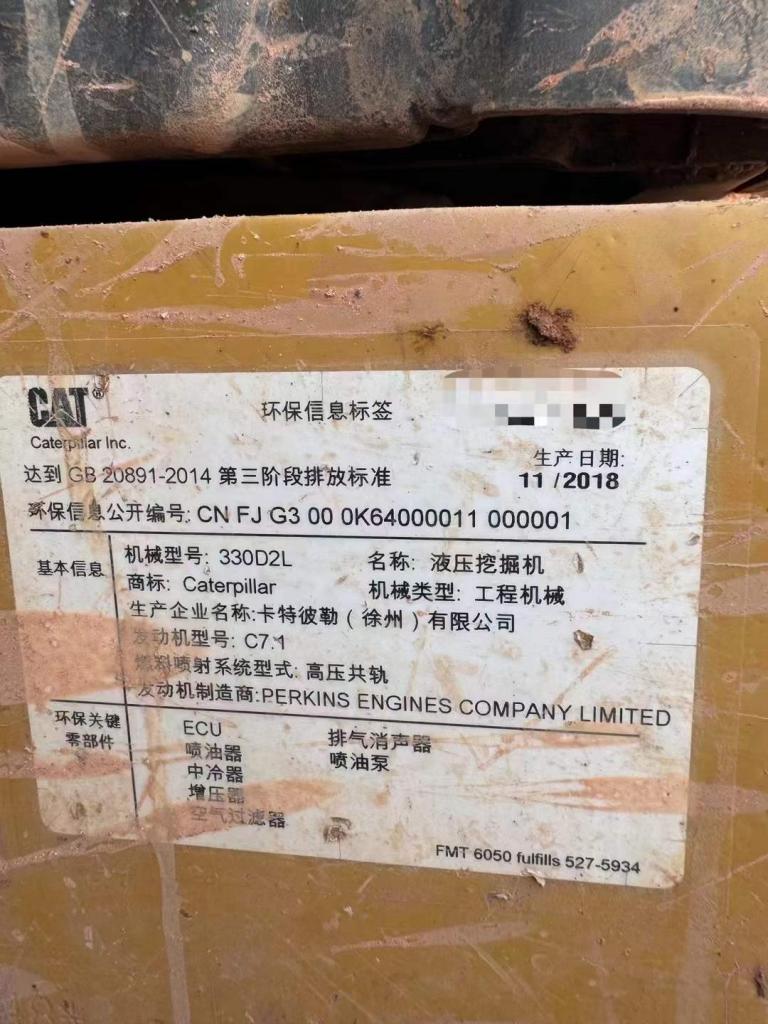 CAT®
环保信息标签
Caterpillar Inc.
生产日期:
达到 GB 20891-2014 第三阶段排放标准
11 /2018
环保信息公开编号: CN FJ G3 00 0K64000011 000001
基本信息
机械型号: 330D2L 名称: 液压挖掘机
商标: Caterpillar 机械类型: 工程机械
生产企业名称:卡特彼勒（徐州）有限公司
发动机型号: C7.1
燃料喷射系统型式: 高压共轨
发动机制造商:PERKINS ENGINES COMPANY LIMITED
环保关键
零部件
ECU 排气消声器
喷油器 喷油泵
中冷器
增压器
空气过滤器
FMT 6050 fulfills 527-5934